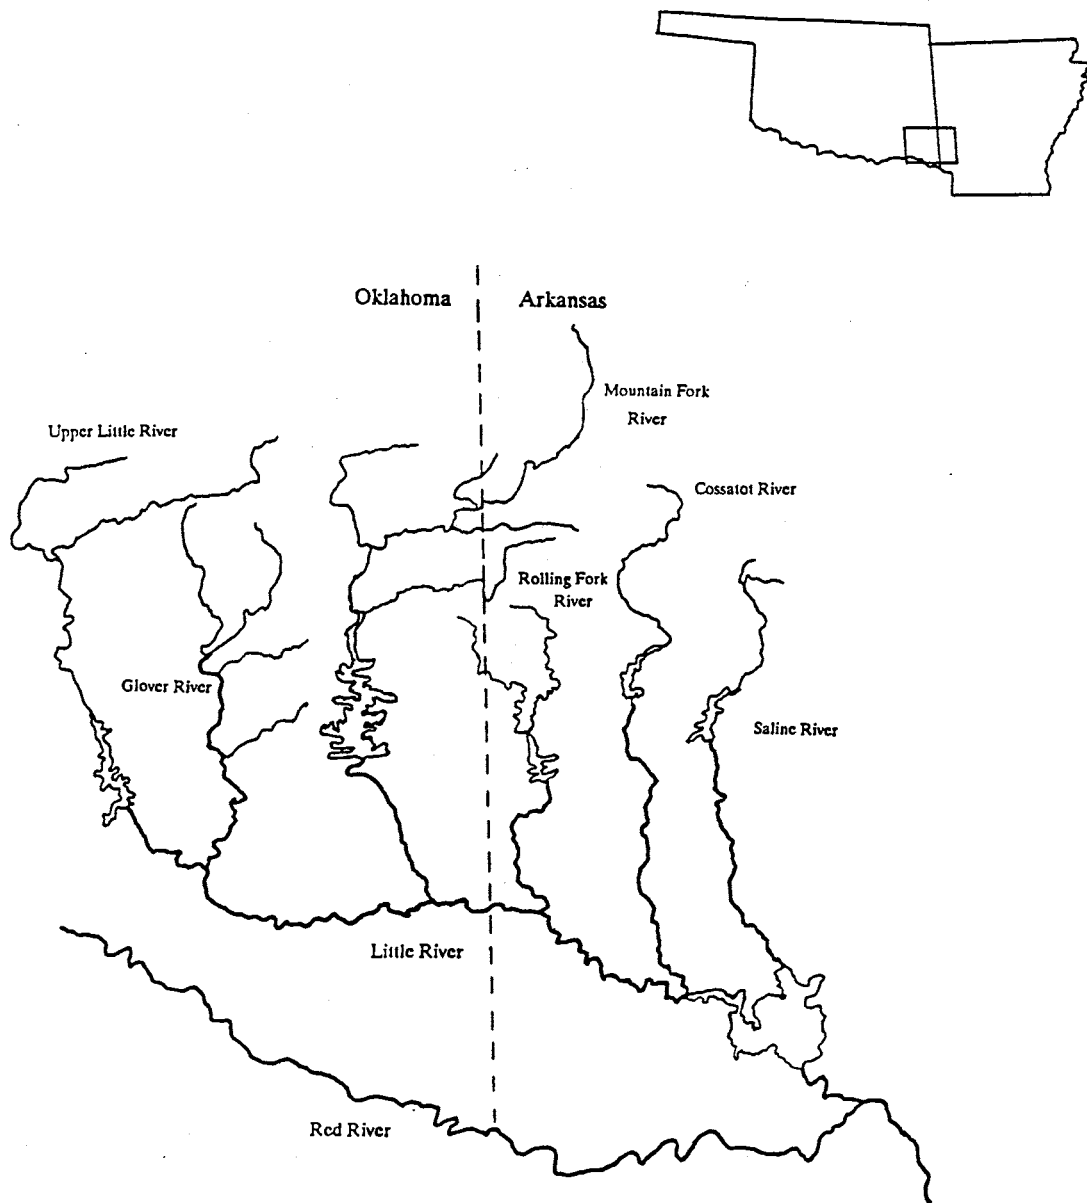 Oklahoma
Arkansas
Mountain Fork
River
Upper Little River
Cossatot River
Rolling Fork
River
Glover River
Saline River
Little River
Red River